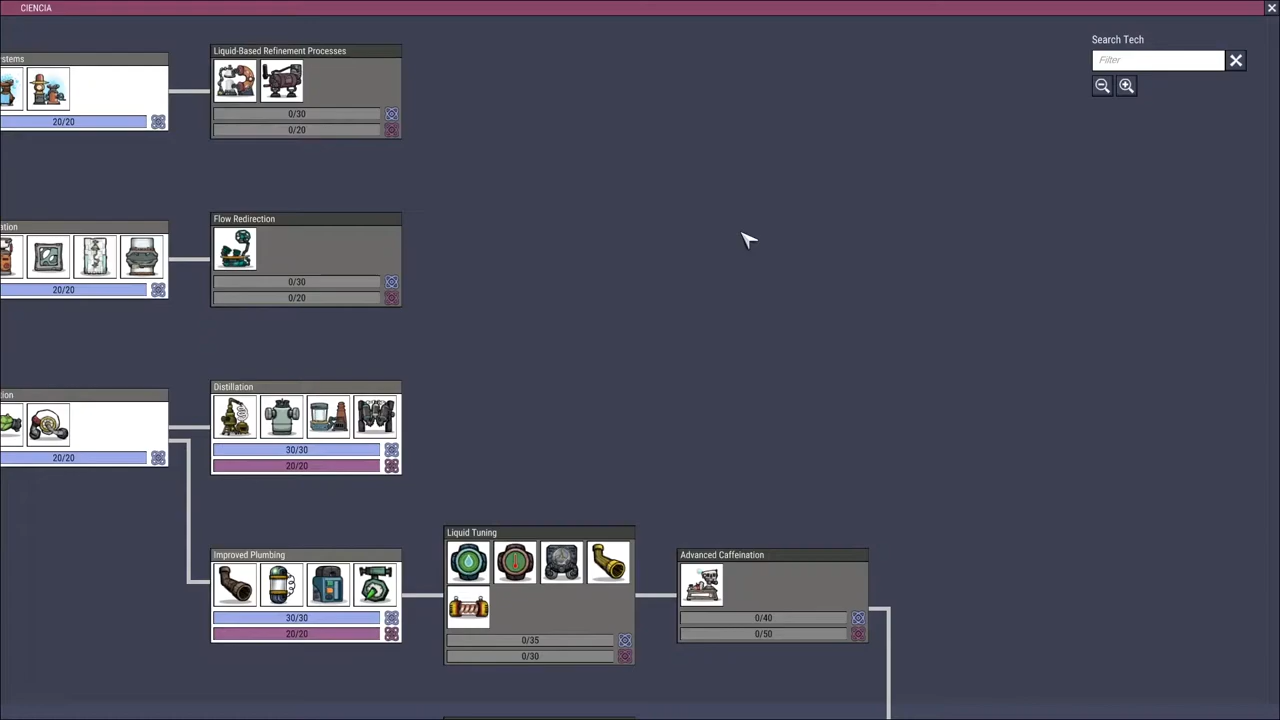 CIENCIA
Search Tech
Filter
ystems
20/20
Liquid-Based Refinement Processes
0/30
0/20
ation
20/20
Flow Redirection
0/30
0/20
tion
20/20
Distillation
30/30
20/20
Improved Plumbing
30/30
20/20
Liquid Tuning
0/35
0/30
Advanced Caffeination
0/40
0/50